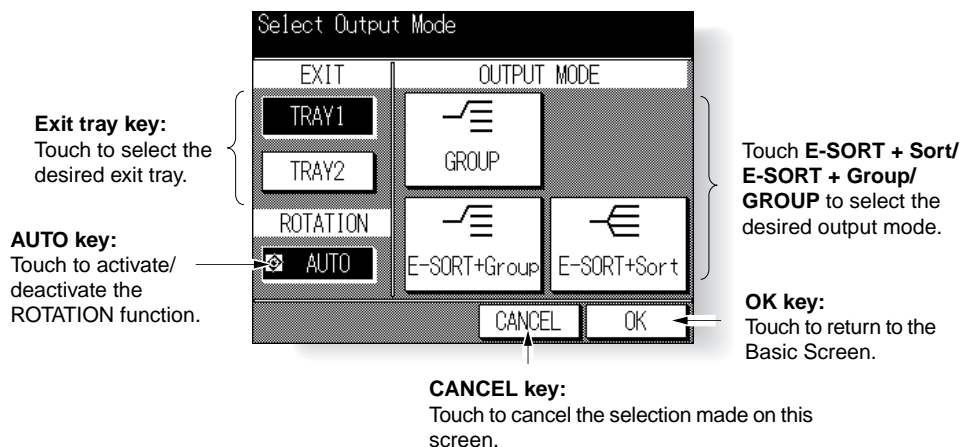 Select Output Mode
EXIT
OUTPUT MODE
TRAY1
TRAY2
GROUP
ROTATION
AUTO
E-SORT+Group
E-SORT+Sort
CANCEL
OK
Exit tray key:
Touch to select the
desired exit tray.
AUTO key:
Touch to activate/
deactivate the
ROTATION function.
Touch E-SORT + Sort/
E-SORT + Group/
GROUP to select the
desired output mode.
OK key:
Touch to return to the
Basic Screen.
CANCEL key:
Touch to cancel the selection made on this
screen.